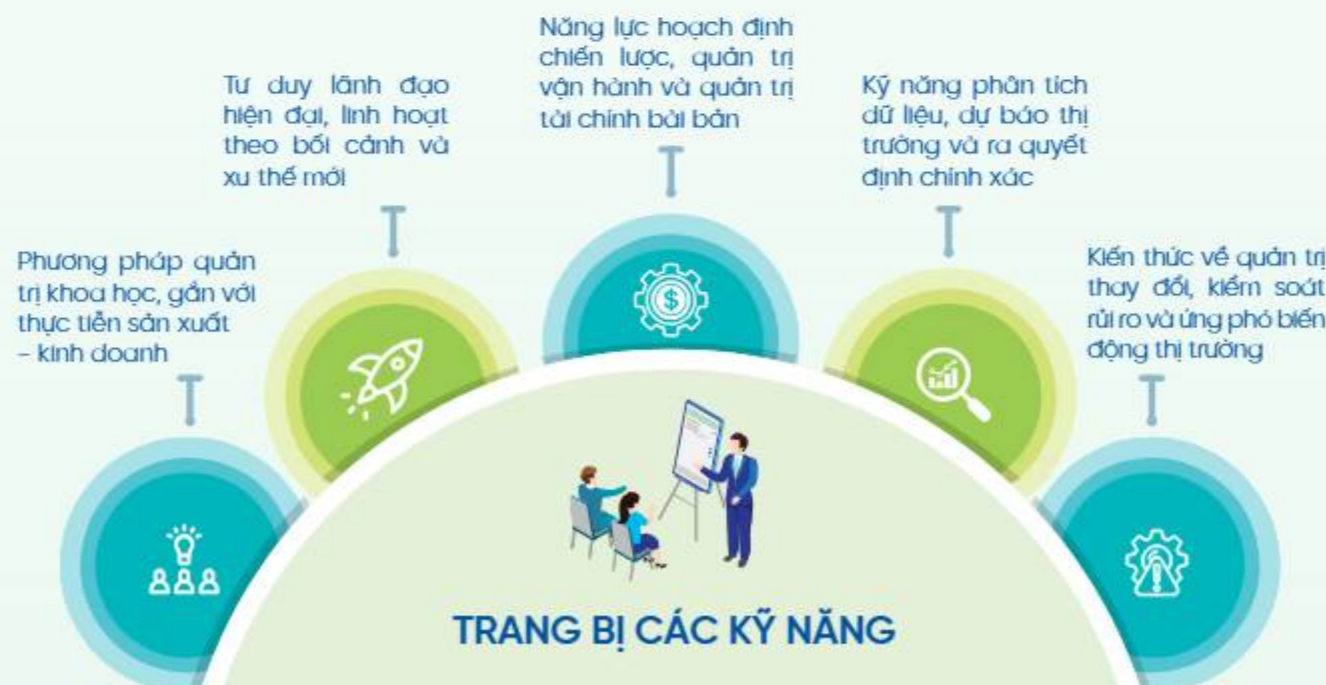 Phương pháp quản
trị khoa học, gắn với
thực tiễn sản xuất
– kinh doanh
Tư duy lãnh đạo
hiện đại, linh hoạt
theo bối cảnh và
xu thế mới
Năng lực hoạch định
chiến lược, quản trị
vận hành và quản trị
tài chính bài bản
Kỹ năng phân tích
dữ liệu, dự báo thị
trường và ra quyết
định chính xác
Kiến thức về quản trị
thay đổi, kiểm soát
rủi ro và ứng phó biến
động thị trường
TRANG BỊ CÁC KỸ NĂNG